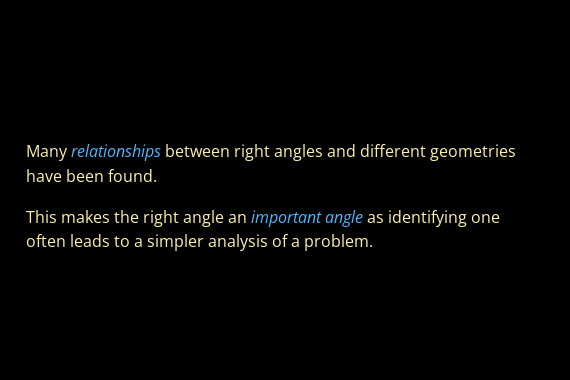 Many relationships between right angles and different geometries
have been found.
This makes the right angle an important angle as identifying one
often leads to a simpler analysis of a problem.